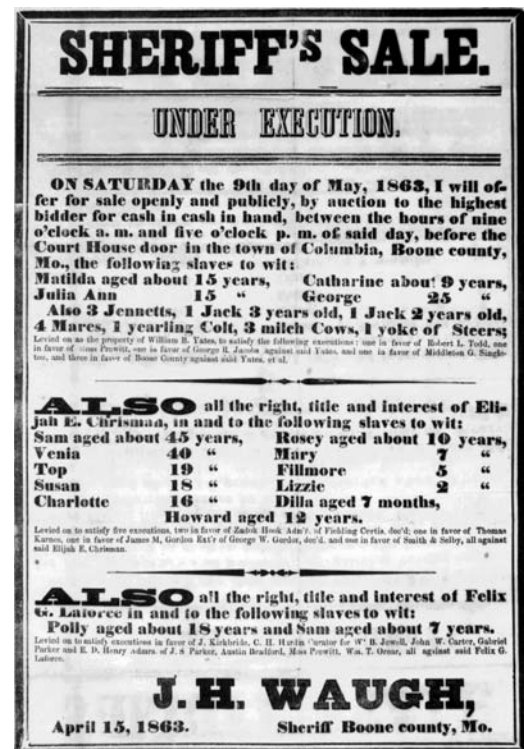 SHERIFF'S SALE.
UNDER EXECUTION.
ON SATURDAY the 9th day of May, 1863, I will of-
fer for sale openly and publicly, by auction to the highest
bidder for cash in cash in hand, between the hours of nine
o'clock a. m. and five o'clock p. m. of said day, before the
Court House door in the town of Columbia, Boone county,
Mo., the following slaves to wit:
Matilda aged about 15 years, Catharine about 9 years,
Julia Ann 15 " George 25 "
Also 3 Jennetts, 1 Jack 3 years old, 1 Jack 2 years old,
4 Mares, 1 yearling Colt, 3 milch Cows, 1 yoke of Steers;
Levied on as the property of William B. Yates, to satisfy the following executions: one in favor of Robert L. Todd, one
in favor of Moss Prewitt, one in favor of George R. Jacobs against said Yates, and one in favor of Middleton G. Single-
ton, and three in favor of Boone County against said Yates, et al.
ALSO all the right, title and interest of Eli-
jah E. Chrisman, in and to the following slaves to wit:
Sam aged about 45 years, Rosey aged about 10 years,
Venia 40 " Mary 7 "
Top 19 " Fillmore 5 "
Susan 18 " Lizzie 2 "
Charlotte 16 " Dilla aged 7 months,
Howard aged 12 years.
Levied on to satisfy five executions, two in favor of Zadok Hook Adm'r. of Fielding Certis, dec'd; one in favor of Thomas
Karnes, one in favor of James M, Gordon Ext'r of George W. Gordor, dec'd. and one in favor of Smith & Selby, all against
said Elijah E. Chrisman.
ALSO all the right, title and interest of Felix
G. Laforce in and to the following slaves to wit:
Polly aged about 18 years and Sam aged about 7 years.
Levied on to satisfy executions in favor of J. Kirkbride, C. H. Hardin Curator for Wm B. Jewell, John W. Carter, Gabriel
Parker and E. D. Henry Admrs. of J. S Parker, Austin Bradford, Moss Prewitt, Wm. T. all against said Felix G.
Laforce.
J. H. WAUGH,
April 15, 1863. Sheriff Boone county, Mo.